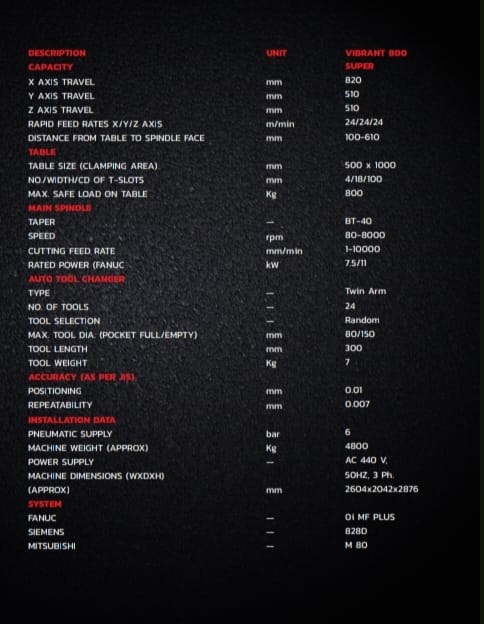 DESCRIPTION UNIT VIBRANT 800
CAPACITY SUPER
X AXIS TRAVEL mm 820
Y AXIS TRAVEL mm 510
Z AXIS TRAVEL mm 510
RAPID FEED RATES X/Y/Z AXIS m/min 24/24/24
DISTANCE FROM TABLE TO SPINDLE FACE mm 100-610
TABLE
TABLE SIZE (CLAMPING AREA) mm 500 x 1000
NO./WIDTH/CD OF T-SLOTS mm 4/18/100
MAX. SAFE LOAD ON TABLE Kg 800
MAIN SPINDLE
TAPER — BT-40
SPEED rpm 80-8000
CUTTING FEED RATE mm/min 1-10000
RATED POWER (FANUC kW 7.5/11
AUTO TOOL CHANGER
TYPE — Twin Arm
NO. OF TOOLS — 24
TOOL SELECTION — Random
MAX. TOOL DIA. (POCKET FULL/EMPTY) mm 80/150
TOOL LENGTH mm 300
TOOL WEIGHT Kg 7
ACCURACY (AS PER JIS)
POSITIONING mm 0.01
REPEATABILITY mm 0.007
INSTALLATION DATA
PNEUMATIC SUPPLY bar 6
MACHINE WEIGHT (APPROX) Kg 4800
POWER SUPPLY — AC 440 V,
MACHINE DIMENSIONS (WXDXH) 50HZ, 3 Ph.
(APPROX) mm 2604x2042x2876
SYSTEM
FANUC — Oi MF PLUS
SIEMENS — 828D
MITSUBISHI — M 80